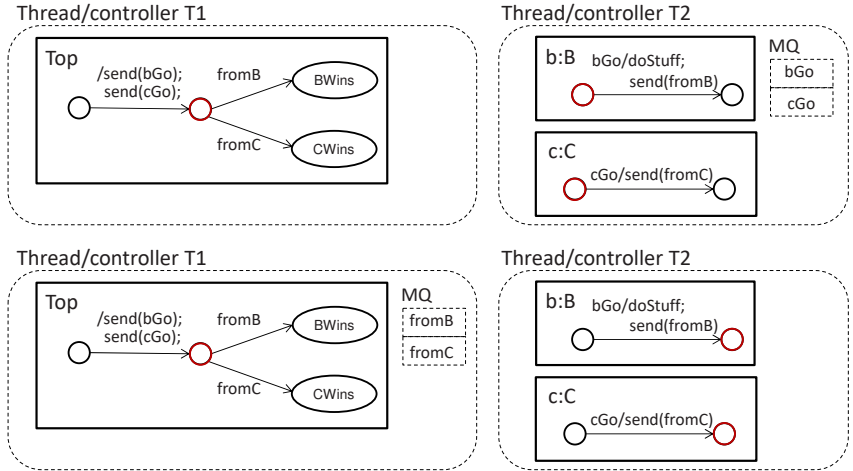 Thread/controller T1
Top
/send(bGo);
send(cGo);
fromB
BWins
fromC
CWins
Thread/controller T2
b:B
bGo/doStuff;
send(fromB)
MQ
bGo
cGo
c:C
cGo/send(fromC)
Thread/controller T1
Top
/send(bGo);
send(cGo);
fromB
BWins
fromC
CWins
MQ
fromB
fromC
Thread/controller T2
b:B
bGo/doStuff;
send(fromB)
c:C
cGo/send(fromC)